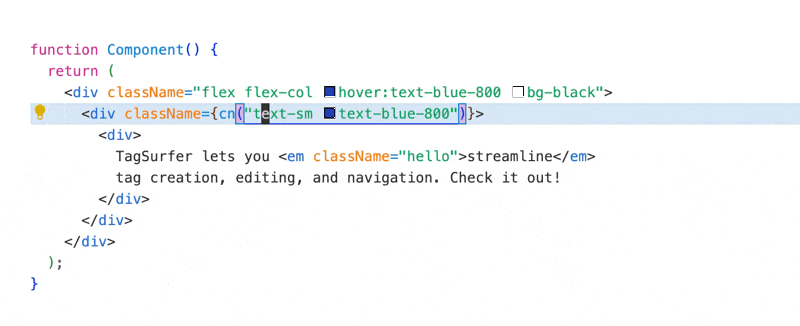 function Component() {
return (
<div className="flex flex-col hover:text-blue-800 bg-black">
<div className={cn("text-sm text-blue-800")}>
<div>
TagSurfer lets you <em className="hello">streamline</em>
tag creation, editing, and navigation. Check it out!
</div>
</div>
</div>
);
}